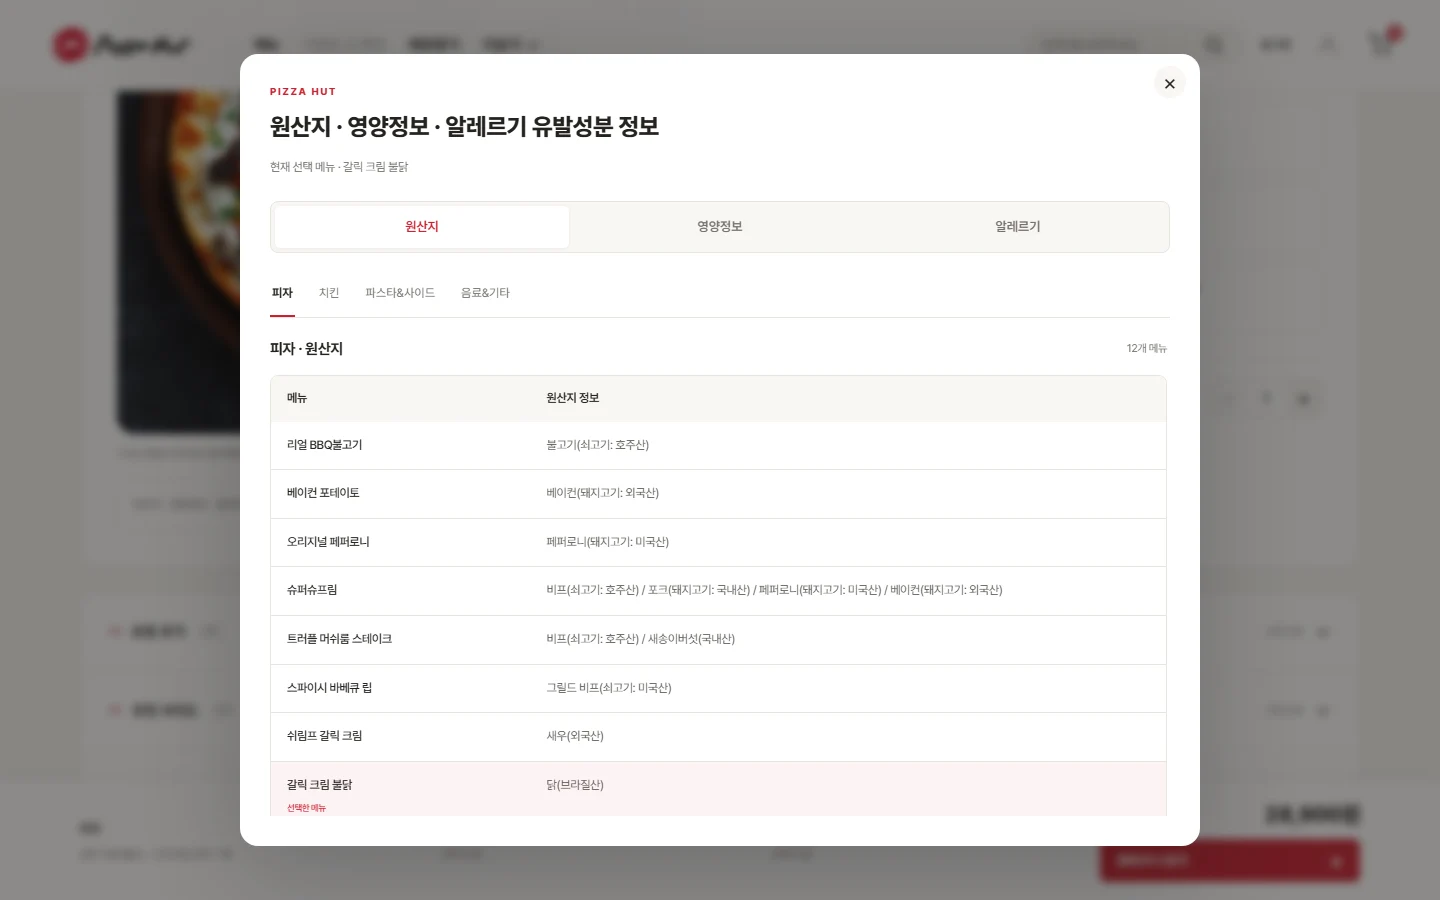 PIZZA HUT
원산지 · 영양정보 · 알레르기 유발성분 정보
현재 선택 메뉴 · 갈릭 크림 불닭
원산지 영양정보 알레르기
피자 치킨 파스타&사이드 음료&기타
피자 · 원산지 12개 메뉴
메뉴 원산지 정보
리얼 BBQ불고기 불고기(쇠고기: 호주산)
베이컨 포테이토 베이컨(돼지고기: 외국산)
오리지널 페퍼로니 페퍼로니(돼지고기: 미국산)
슈퍼슈프림 비프(쇠고기: 호주산) / 포크(돼지고기: 국내산) / 페퍼로니(돼지고기: 미국산) / 베이컨(돼지고기: 외국산)
트러플 머쉬룸 스테이크 비프(쇠고기: 호주산) / 새송이버섯(국내산)
스파이시 바베큐 립 그릴드 비프(쇠고기: 미국산)
쉬림프 갈릭 크림 새우(외국산)
갈릭 크림 불닭 닭(브라질산)
선택한 메뉴